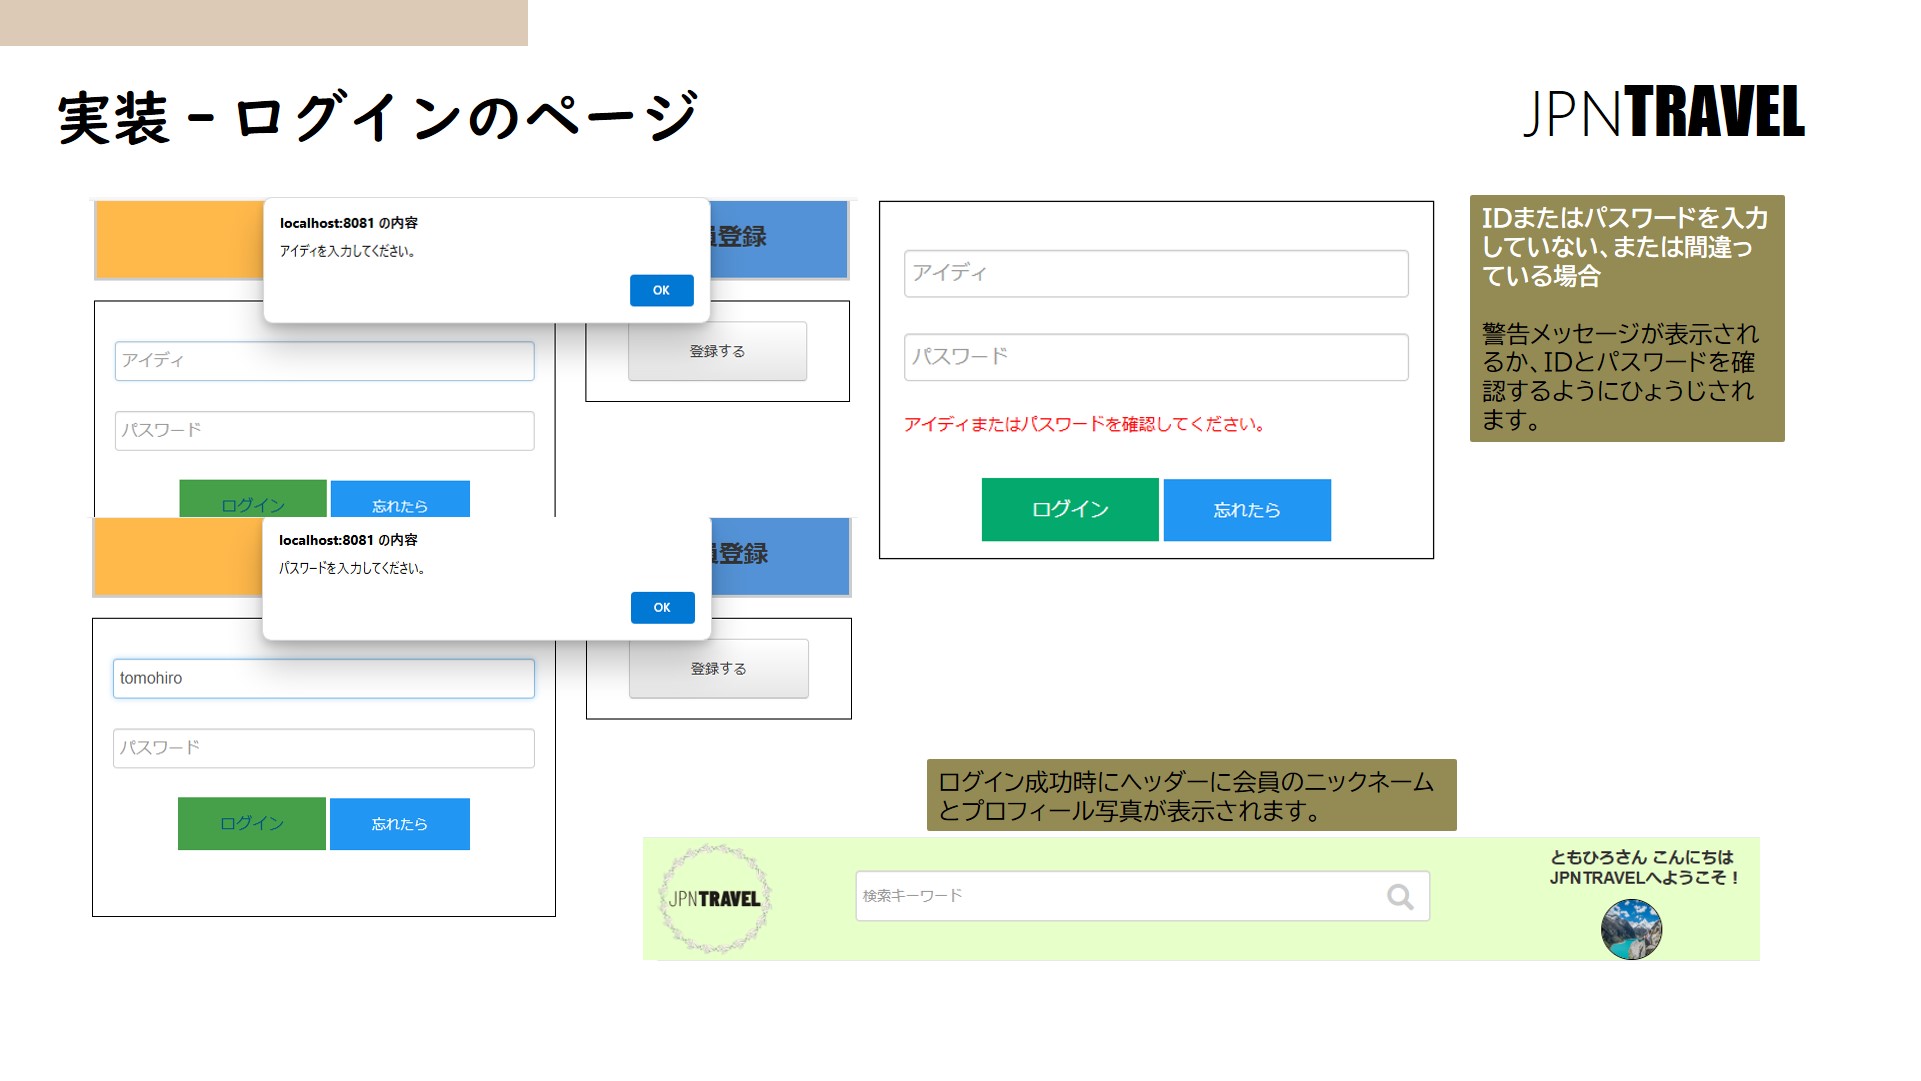 実装 – ログインのページ
JPNTRAVEL
localhost:8081 の内容
アイディを入力してください。
OK
員登録
アイディ
パスワード
ログイン
忘れたら
登録する
localhost:8081 の内容
パスワードを入力してください。
OK
員登録
tomohiro
パスワード
ログイン
忘れたら
登録する
アイディ
パスワード
アイディまたはパスワードを確認してください。
ログイン
忘れたら
IDまたはパスワードを入力
していない、または間違っ
ている場合
警告メッセージが表示され
るか、IDとパスワードを確
認するようにひょうじされ
ます。
ログイン成功時にヘッダーに会員のニックネーム
とプロフィール写真が表示されます。
JPNTRAVEL
検索キーワード
ともひろさん こんにちは
JPNTRAVELへようこそ！